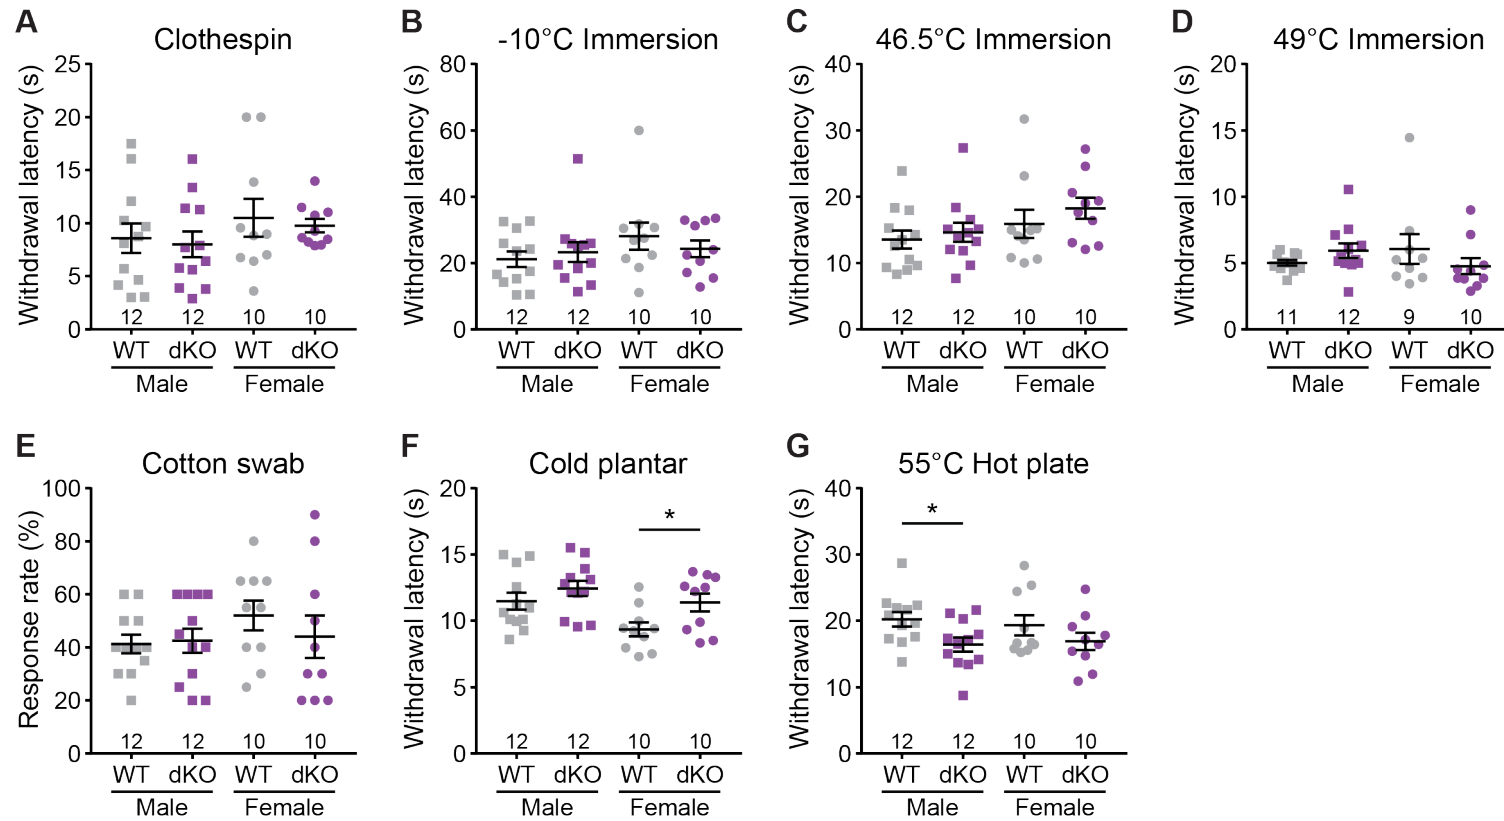 A
Clothespin
Withdrawal latency (s)
25
20
15
10
5
0
12 12 10 10
WT dKO WT dKO
Male Female
B
-10°C Immersion
Withdrawal latency (s)
80
60
40
20
0
12 12 10 10
WT dKO WT dKO
Male Female
C
46.5°C Immersion
Withdrawal latency (s)
40
30
20
10
0
12 12 10 10
WT dKO WT dKO
Male Female
D
49°C Immersion
Withdrawal latency (s)
20
15
10
5
0
11 12 9 10
WT dKO WT dKO
Male Female
E
Cotton swab
Response rate (%)
100
80
60
40
20
0
12 12 10 10
WT dKO WT dKO
Male Female
F
Cold plantar
Withdrawal latency (s)
20
15
10
5
0
*
12 12 10 10
WT dKO WT dKO
Male Female
G
55°C Hot plate
Withdrawal latency (s)
40
30
20
10
0
*
12 12 10 10
WT dKO WT dKO
Male Female